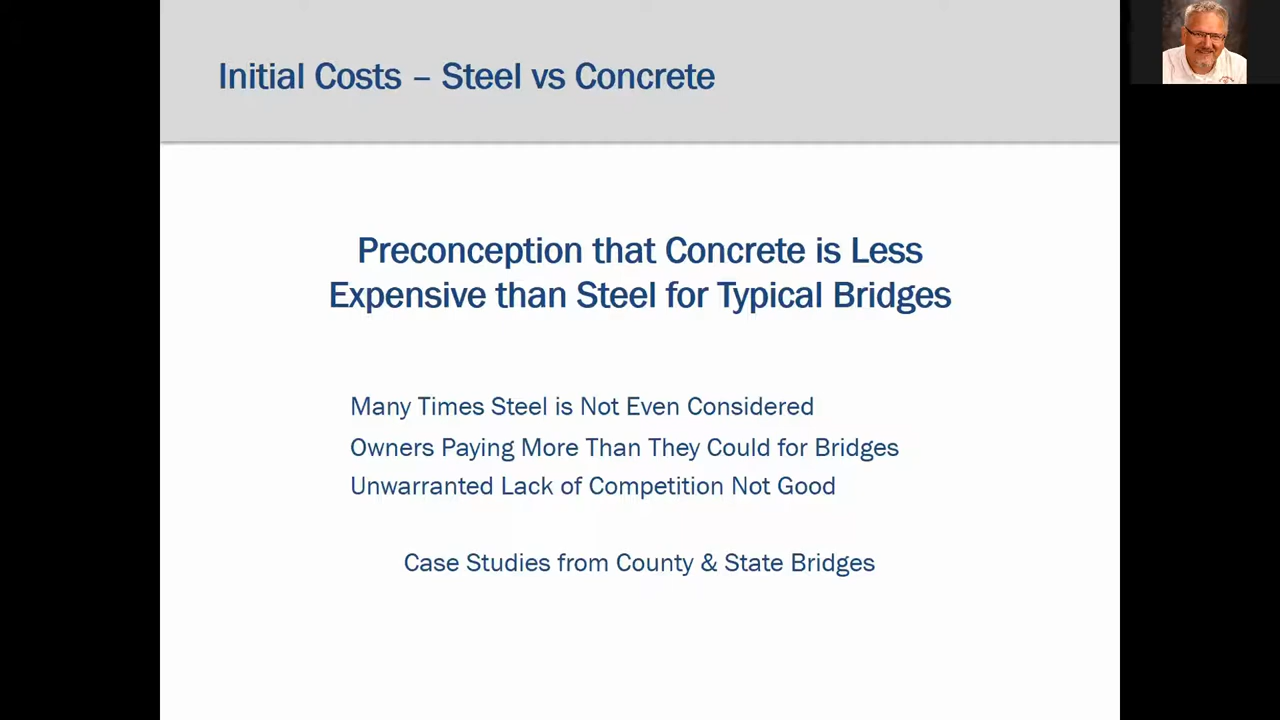 Initial Costs – Steel vs Concrete
Preconception that Concrete is Less
Expensive than Steel for Typical Bridges
Many Times Steel is Not Even Considered
Owners Paying More Than They Could for Bridges
Unwarranted Lack of Competition Not Good
Case Studies from County & State Bridges